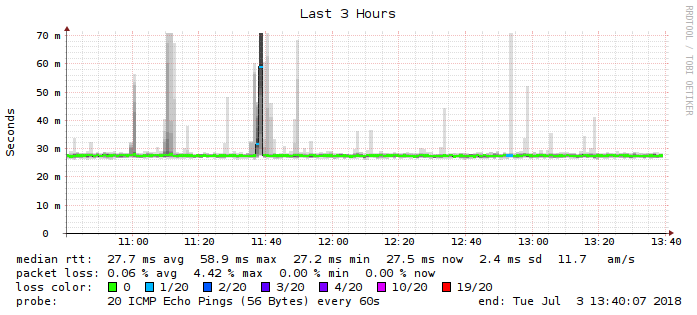 Last 3 Hours
RRDTOOL / TOBI OETIKER
Seconds
70 m
60 m
50 m
40 m
30 m
20 m
10 m
0
11:00 11:20 11:40 12:00 12:20 12:40 13:00 13:20 13:40
median rtt: 27.7 ms avg 58.9 ms max 27.2 ms min 27.5 ms now 2.4 ms sd 11.7 am/s
packet loss: 0.06 % avg 4.42 % max 0.00 % min 0.00 % now
loss color: 0 1/20 2/20 3/20 4/20 10/20 19/20
probe: 20 ICMP Echo Pings (56 Bytes) every 60s end: Tue Jul 3 13:40:07 2018